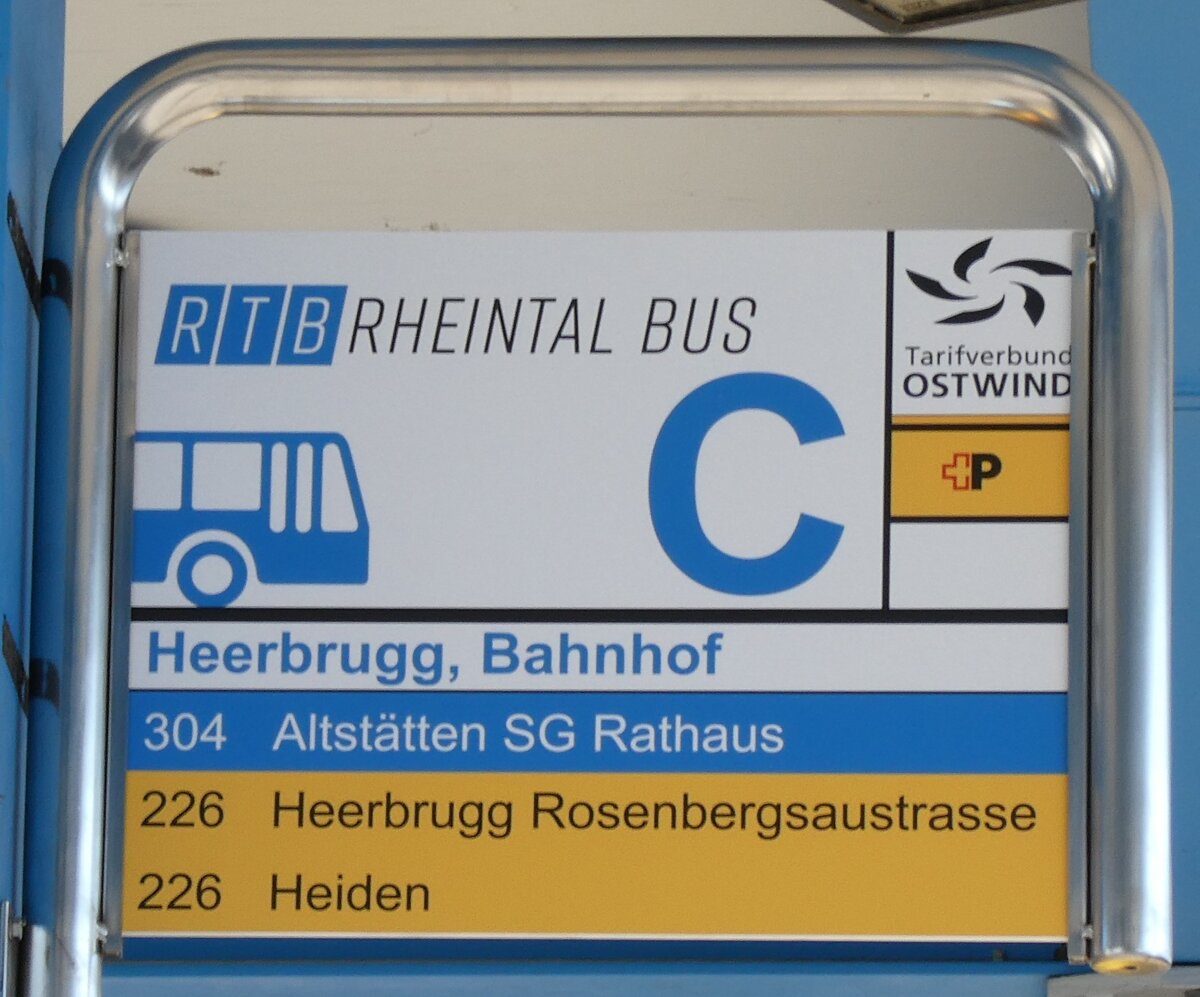 RTB RHEINTAL BUS
Tarifverbund
OSTWIND
P
C
Heerbrugg, Bahnhof
304 Altstätten SG Rathaus
226 Heerbrugg Rosenbergsaustrasse
226 Heiden